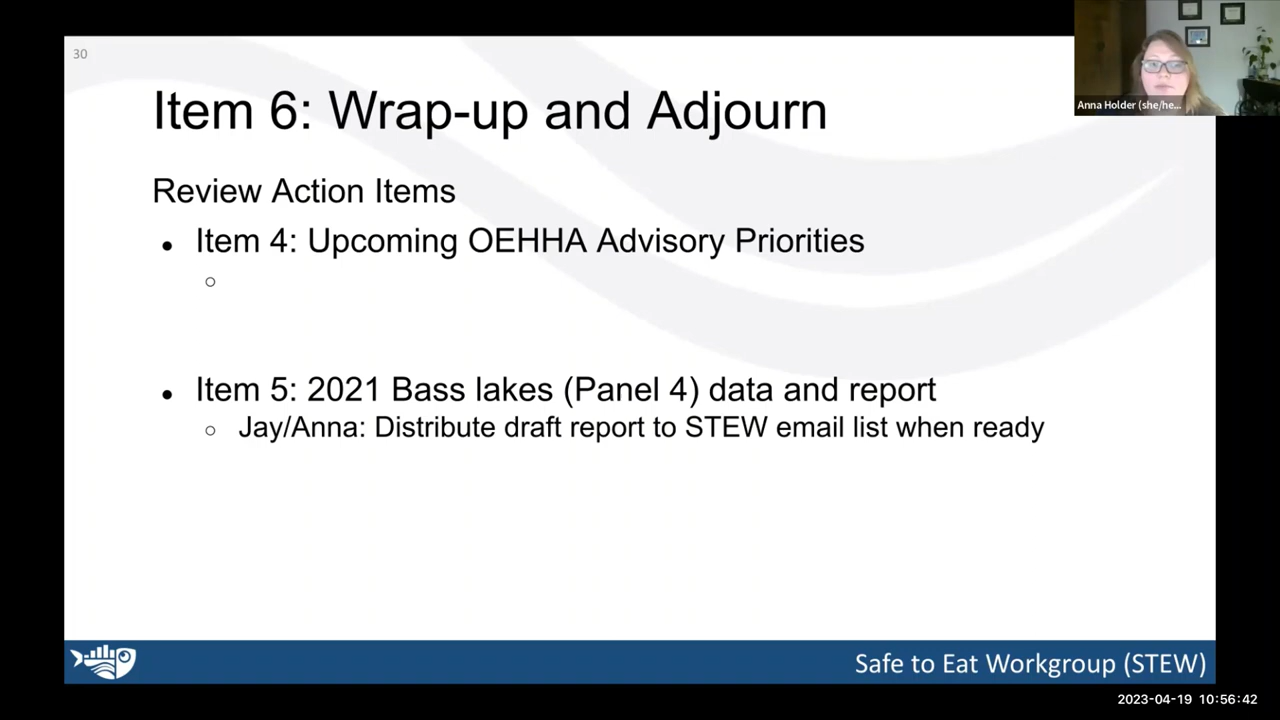 30
Item 6: Wrap-up and Adjourn
Anna Holder (she/he...
Review Action Items
• Item 4: Upcoming OEHHA Advisory Priorities
○
• Item 5: 2021 Bass lakes (Panel 4) data and report
○ Jay/Anna: Distribute draft report to STEW email list when ready
Safe to Eat Workgroup (STEW)
2023-04-19 10:56:42